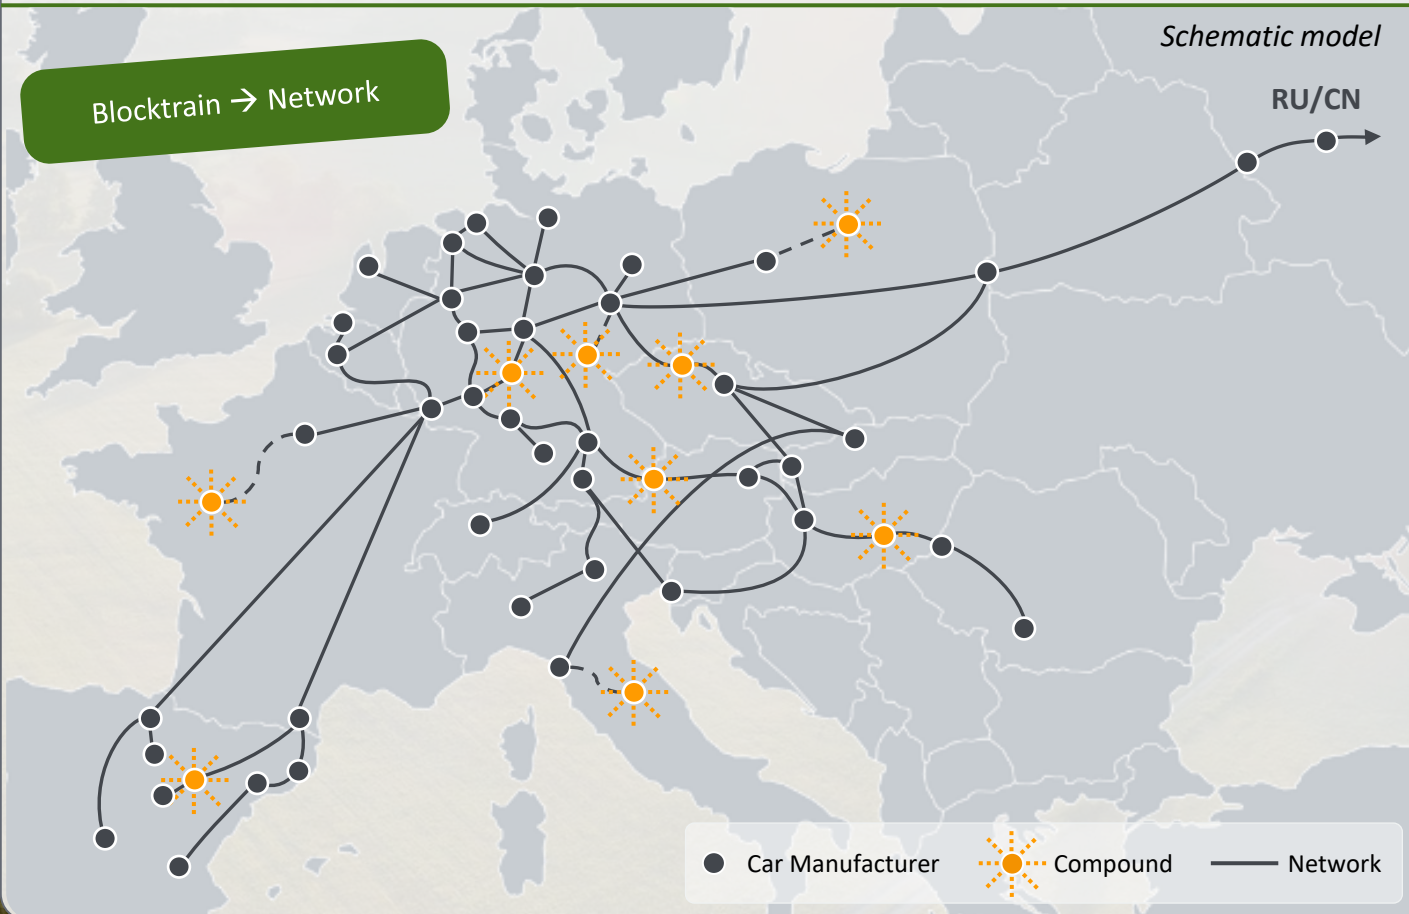 Schematic model
Blocktrain → Network
RU/CN
Car Manufacturer
Compound
Network